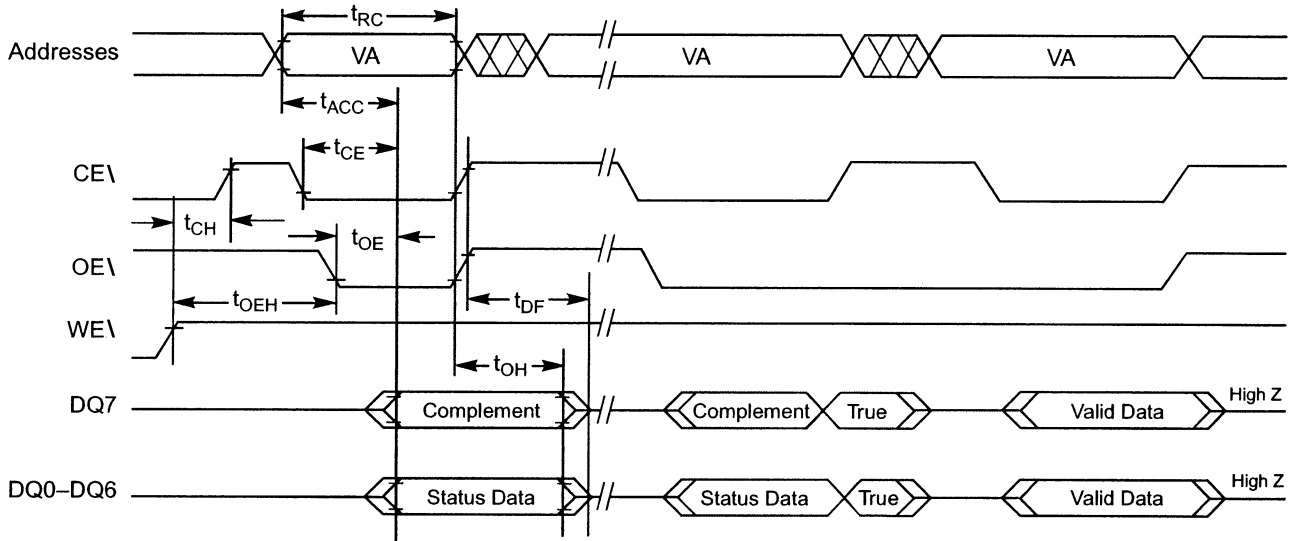 tRC
Addresses VA VA VA
tACC
tCE
CE\
tCH
tOE
OE\
tOEH tDF
WE\
tOH
DQ7 Complement Complement True Valid Data High Z
DQ0–DQ6 Status Data Status Data True Valid Data High Z